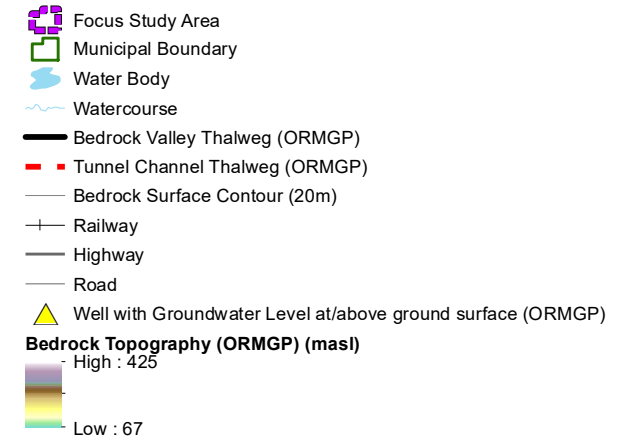 Focus Study Area
Municipal Boundary
Water Body
Watercourse
Bedrock Valley Thalweg (ORMGP)
Tunnel Channel Thalweg (ORMGP)
Bedrock Surface Contour (20m)
Railway
Highway
Road
Well with Groundwater Level at/above ground surface (ORMGP)
Bedrock Topography (ORMGP) (masl)
High : 425
Low : 67